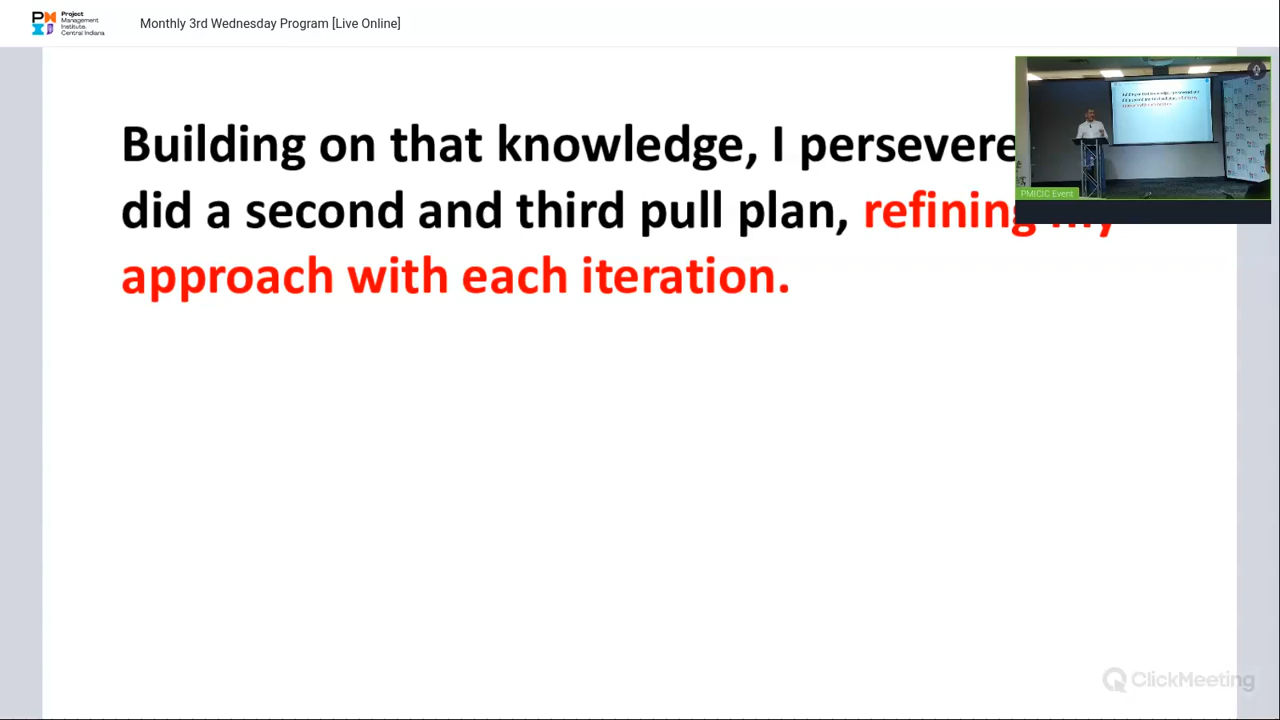 Project
Management
Institute.
Central Indiana
Monthly 3rd Wednesday Program [Live Online]
Building on that knowledge, I persevere
did a second and third pull plan, refining my
approach with each iteration.
PMICIC Event
ClickMeeting